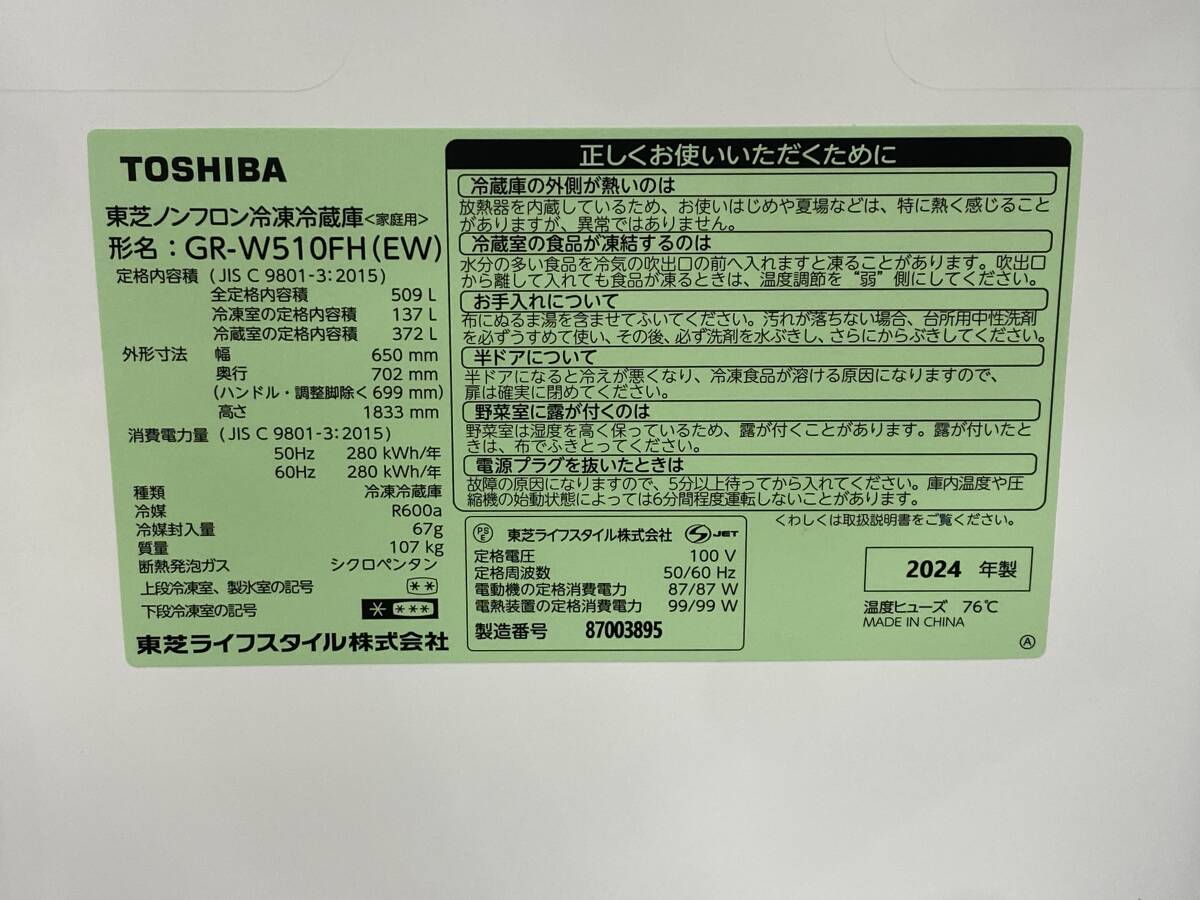 TOSHIBA
東芝ノンフロン冷凍冷蔵庫<家庭用>
形名：GR-W510FH(EW)
定格内容積 (JIS C 9801-3:2015)
全定格内容積 509 L
冷凍室の定格内容積 137 L
冷蔵室の定格内容積 372 L
外形寸法 幅 650 mm
奥行 702 mm
(ハンドル・調整脚除く 699 mm)
高さ 1833 mm
消費電力量 (JIS C 9801-3:2015)
50Hz 280 kWh/年
60Hz 280 kWh/年
種類 冷凍冷蔵庫
冷媒 R600a
冷媒封入量 67g
質量 107 kg
断熱発泡ガス シクロペンタン
上段冷凍室、製氷室の記号 **
下段冷凍室の記号 * ***
東芝ライフスタイル株式会社
正しくお使いいただくために
冷蔵庫の外側が熱いのは
放熱器を内蔵しているため、お使いはじめや夏場などは、特に熱く感じること
がありますが、異常ではありません。
冷蔵室の食品が凍結するのは
水分の多い食品を冷気の吹出口の前へ入れますと凍ることがあります。吹出口
から離して入れても食品が凍るときは、温度調節を“弱”側にしてください。
お手入れについて
布にぬるま湯を含ませてふいてください。汚れが落ちない場合、台所用中性洗剤
を必ずうすめて使い、その後、必ず洗剤を水ぶきし、さらにからぶきしてください。
半ドアについて
半ドアになると冷えが悪くなり、冷凍食品が溶ける原因になりますので、
扉は確実に閉めてください。
野菜室に露が付くのは
野菜室は湿度を高く保っているため、露が付くことがあります。露が付いたと
きは、布でふきとってください。
電源プラグを抜いたときは
故障の原因になりますので、5分以上待ってから入れてください。庫内温度や圧
縮機の始動状態によっては6分間程度運転しないことがあります。
くわしくは取扱説明書をご覧ください。
PSE 東芝ライフスタイル株式会社 JET
定格電圧 100 V
定格周波数 50/60 Hz
電動機の定格消費電力 87/87 W
電熱装置の定格消費電力 99/99 W
製造番号 87003895
2024 年製
温度ヒューズ 76℃
MADE IN CHINA
Ⓐ